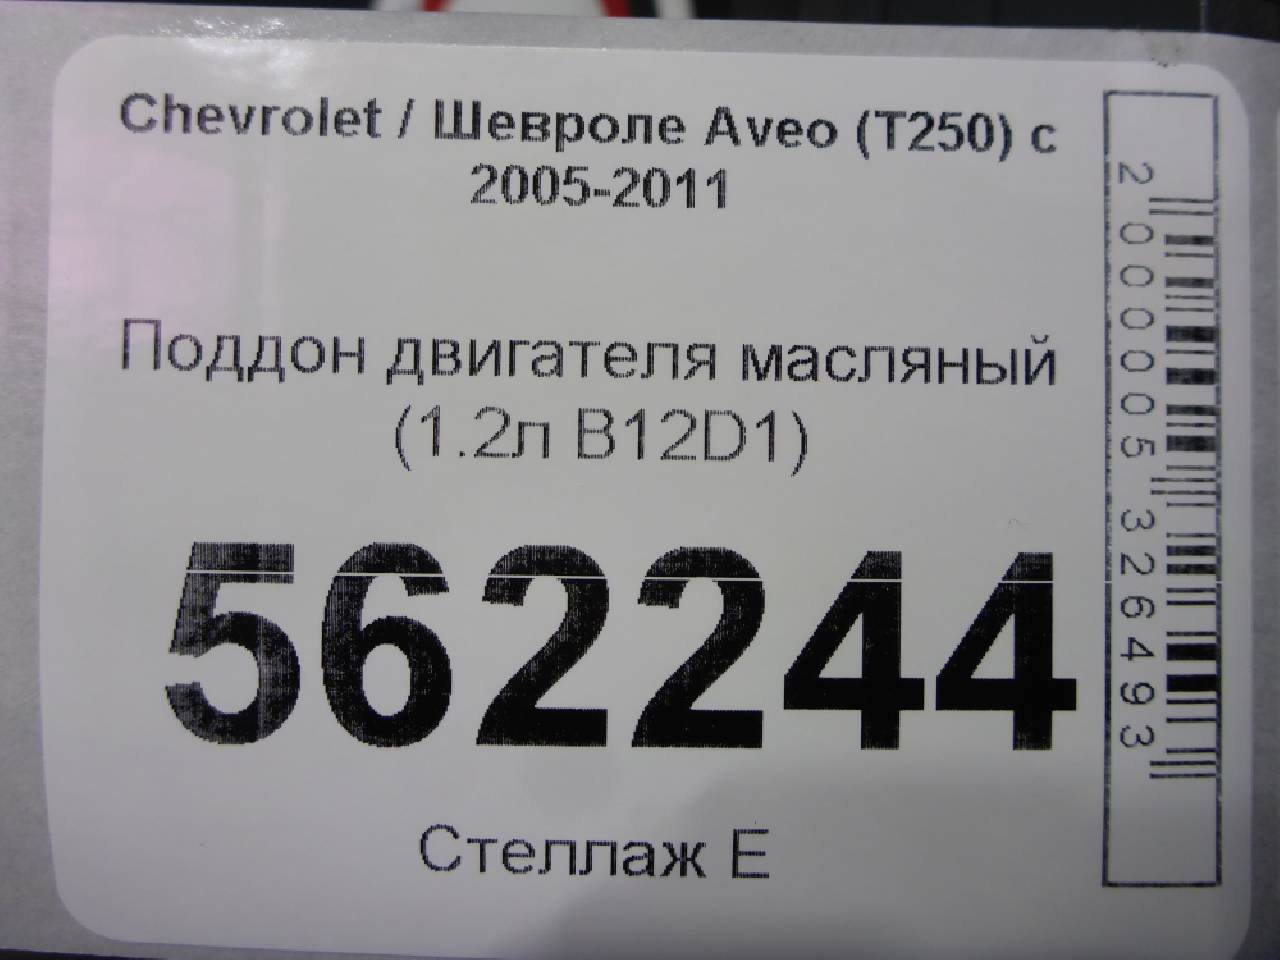 Chevrolet / Шевроле Aveo (T250) с
2005-2011
Поддон двигателя масляный
(1.2л B12D1)
562244
Стеллаж E
2000005326493